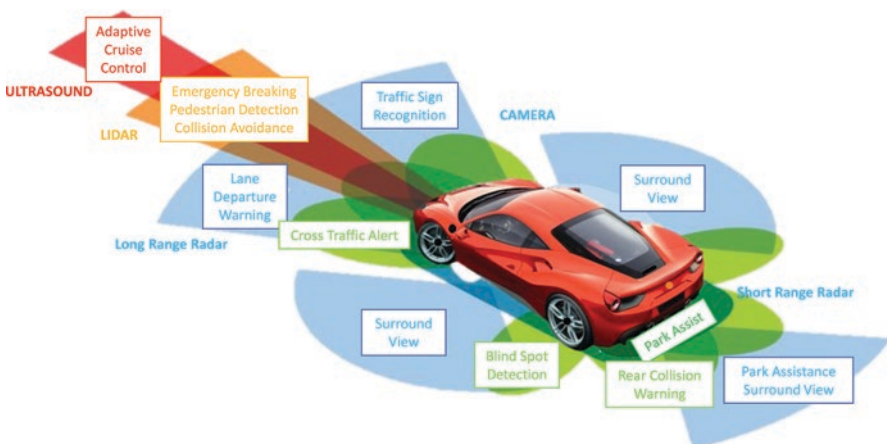 Adaptive
Cruise
Control
ULTRASOUND
Emergency Breaking
Pedestrian Detection
Collision Avoidance
LIDAR
Traffic Sign
Recognition
CAMERA
Lane
Departure
Warning
Surround
View
Cross Traffic Alert
Long Range Radar
Short Range Radar
Surround
View
Park Assist
Blind Spot
Detection
Rear Collision
Warning
Park Assistance
Surround View